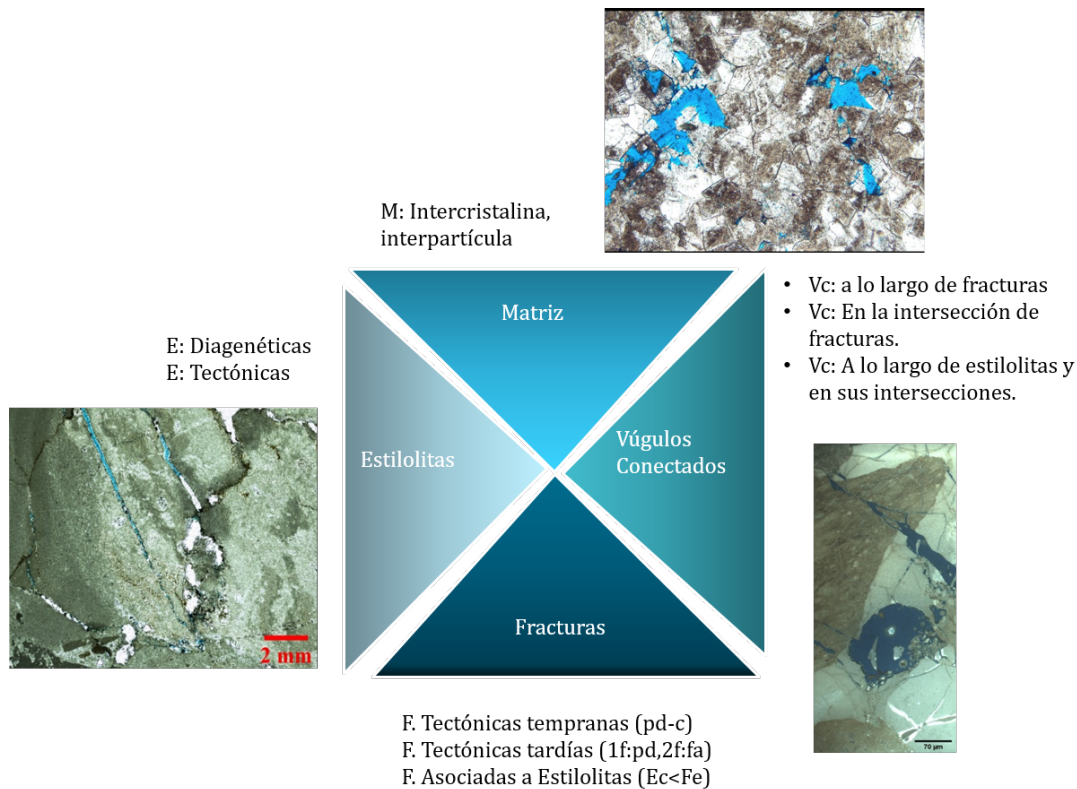 M: Intercristalina,
interpartícula
Matriz
• Vc: a lo largo de fracturas
• Vc: En la intersección de
fracturas.
• Vc: A lo largo de estilolitas y
en sus intersecciones.
E: Diagenéticas
E: Tectónicas
Estilolitas
Vúgulos
Conectados
2 mm
Fracturas
70 µm
F. Tectónicas tempranas (pd-c)
F. Tectónicas tardías (1f:pd,2f:fa)
F. Asociadas a Estilolitas (Ec<Fe)